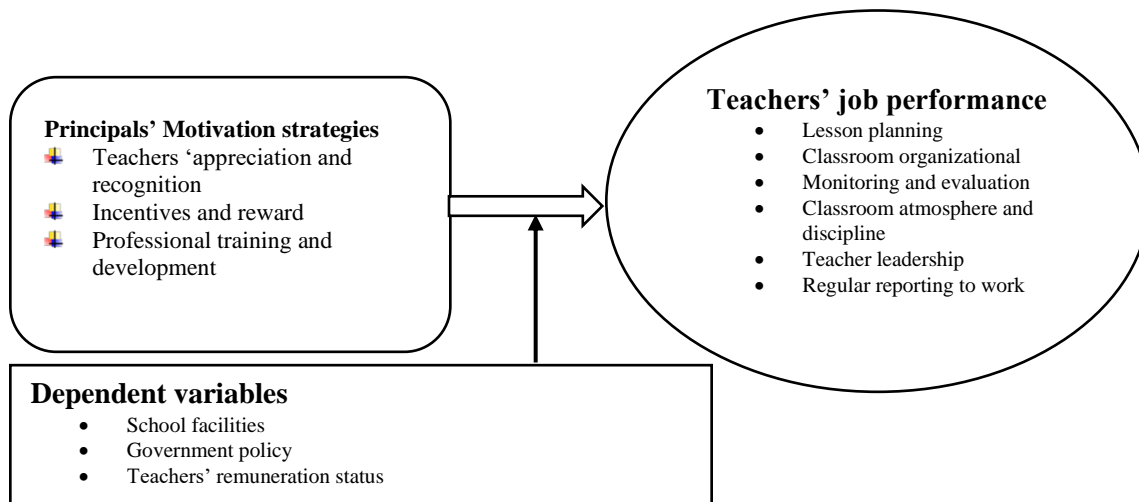 Principals’ Motivation strategies
Teachers ‘appreciation and
recognition
Incentives and reward
Professional training and
development
Teachers’ job performance
• Lesson planning
• Classroom organizational
• Monitoring and evaluation
• Classroom atmosphere and
discipline
• Teacher leadership
• Regular reporting to work
Dependent variables
• School facilities
• Government policy
• Teachers’ remuneration status